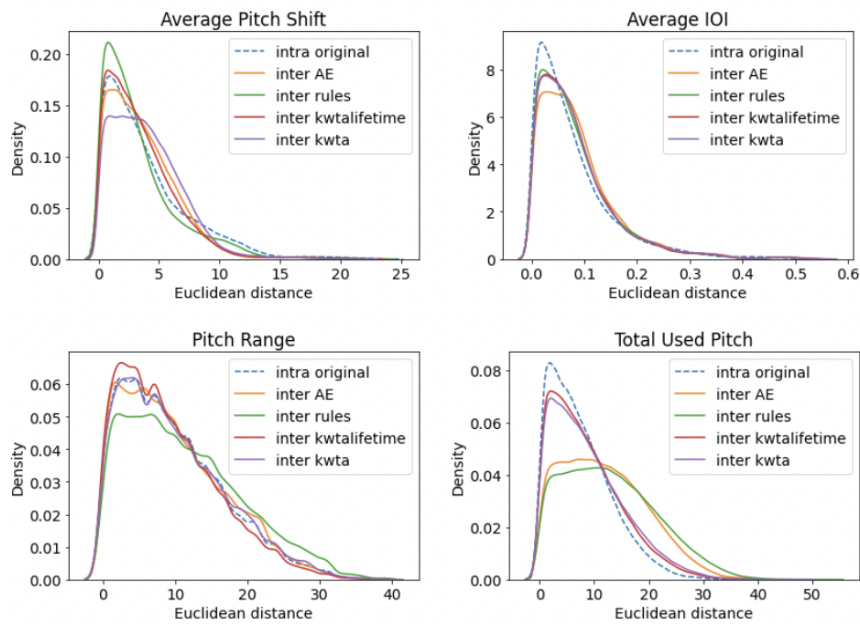 Average Pitch Shift
Density
0.20
0.15
0.10
0.05
0.00
intra original
inter AE
inter rules
inter kwtalifetime
inter kwta
0
5
10
15
20
25
Euclidean distance
Average IOI
Density
8
6
4
2
0
intra original
inter AE
inter rules
inter kwtalifetime
inter kwta
0.0
0.1
0.2
0.3
0.4
0.5
0.6
Euclidean distance
Pitch Range
Density
0.06
0.05
0.04
0.03
0.02
0.01
0.00
intra original
inter AE
inter rules
inter kwtalifetime
inter kwta
0
10
20
30
40
Euclidean distance
Total Used Pitch
Density
0.08
0.06
0.04
0.02
0.00
intra original
inter AE
inter rules
inter kwtalifetime
inter kwta
0
10
20
30
40
50
Euclidean distance